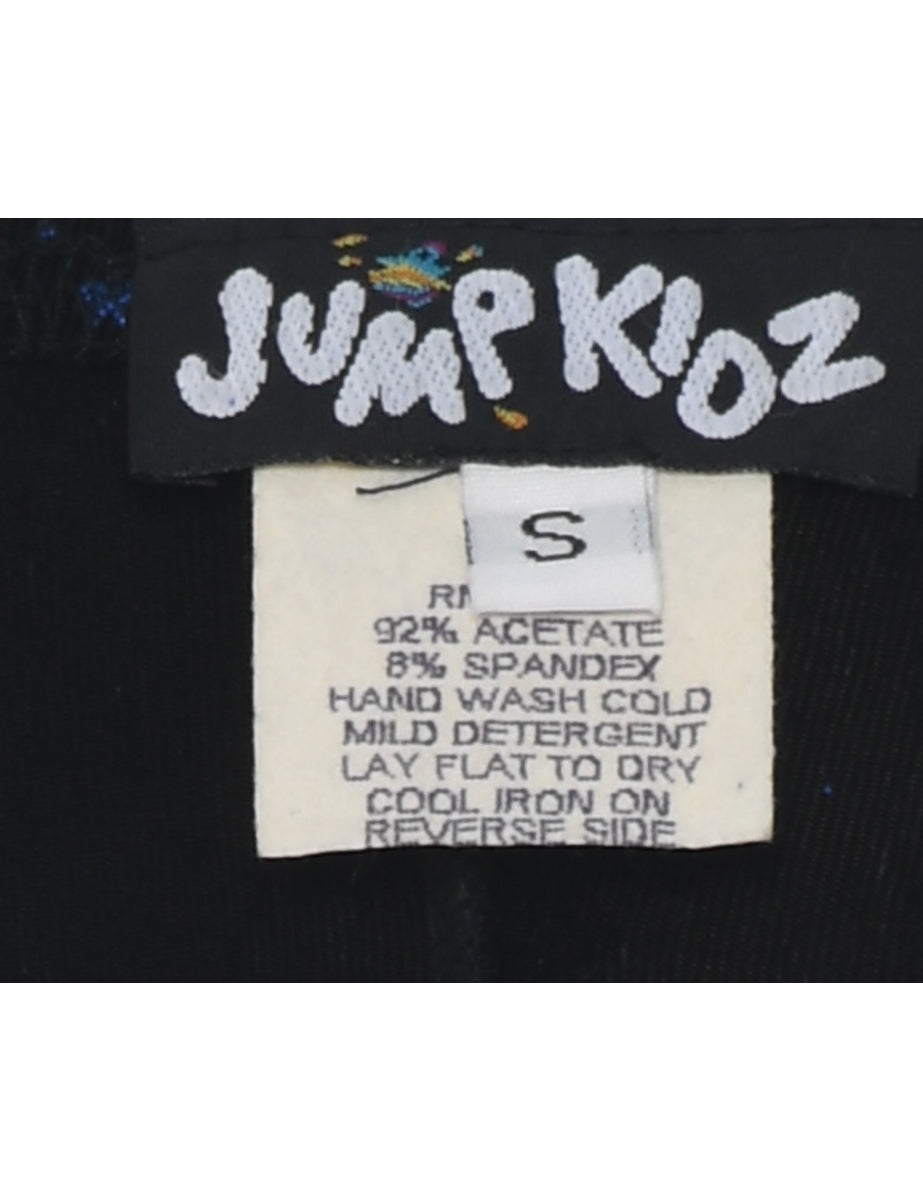 JUMP KIDZ
S
RN
92% ACETATE
8% SPANDEX
HAND WASH COLD
MILD DETERGENT
LAY FLAT TO DRY
COOL IRON ON
REVERSE SIDE